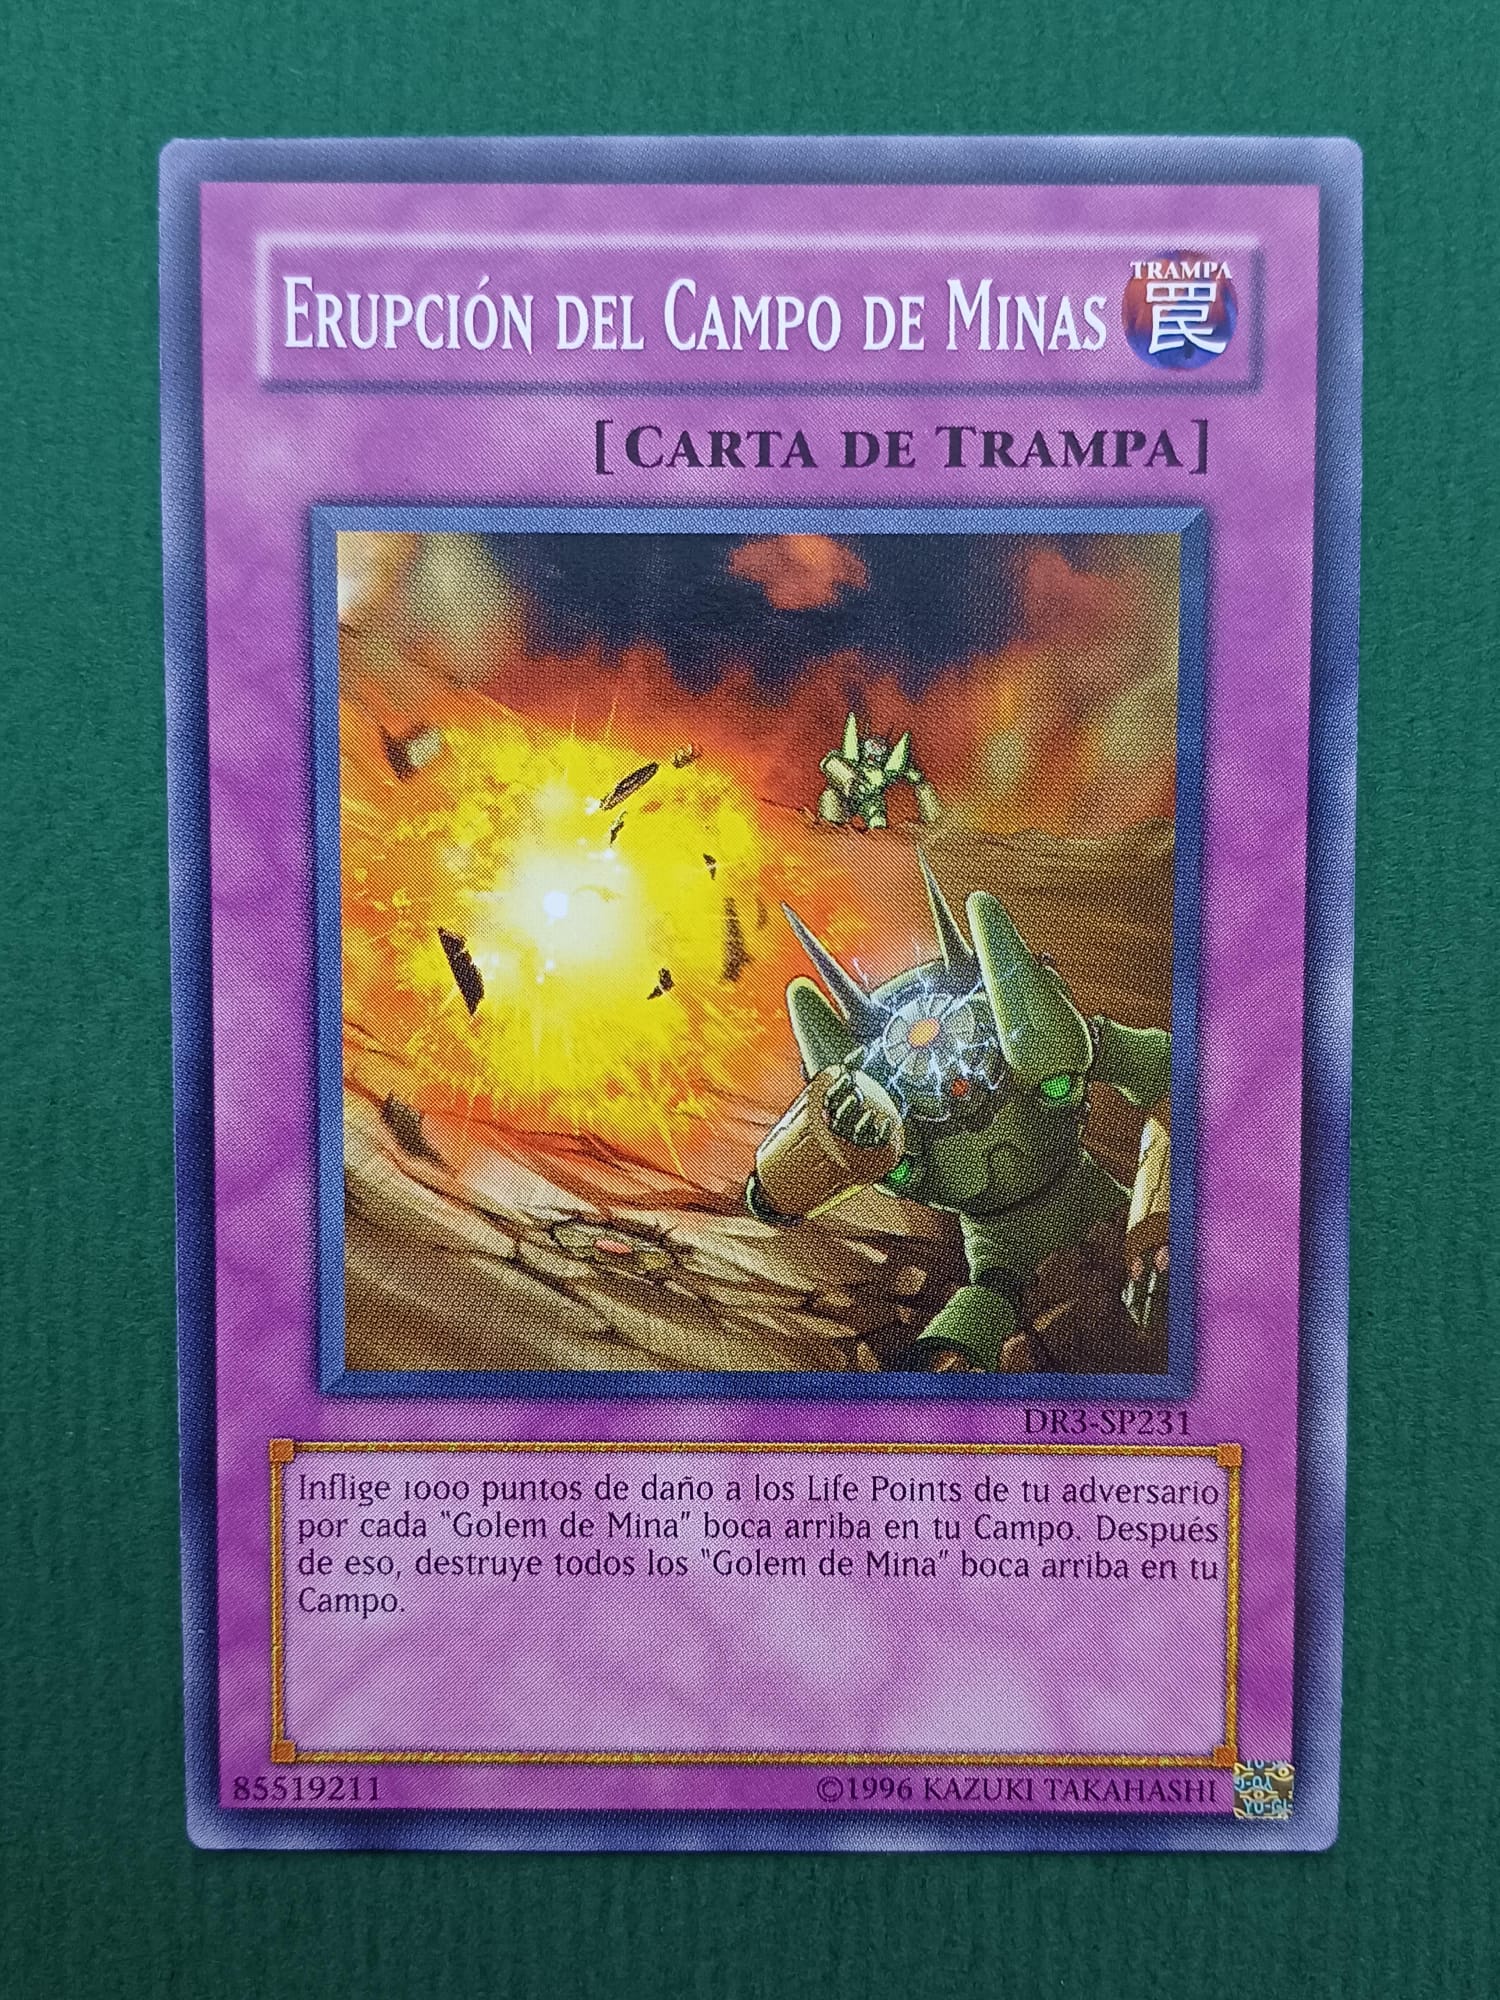 Erupción del Campo de Minas
TRAMPA
罠
[Carta de Trampa]
DR3-SP231
Inflige 1000 puntos de daño a los Life Points de tu adversario
por cada "Golem de Mina" boca arriba en tu Campo. Después
de eso, destruye todos los "Golem de Mina" boca arriba en tu
Campo.
85519211
©1996 KAZUKI TAKAHASHI